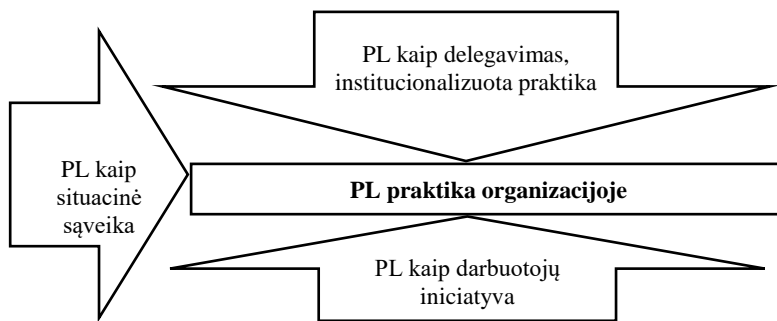 PL kaip delegavimas,
institucionalizuota praktika
PL kaip
situacinė
sąveika
PL praktika organizacijoje
PL kaip darbuotojų
iniciatyva